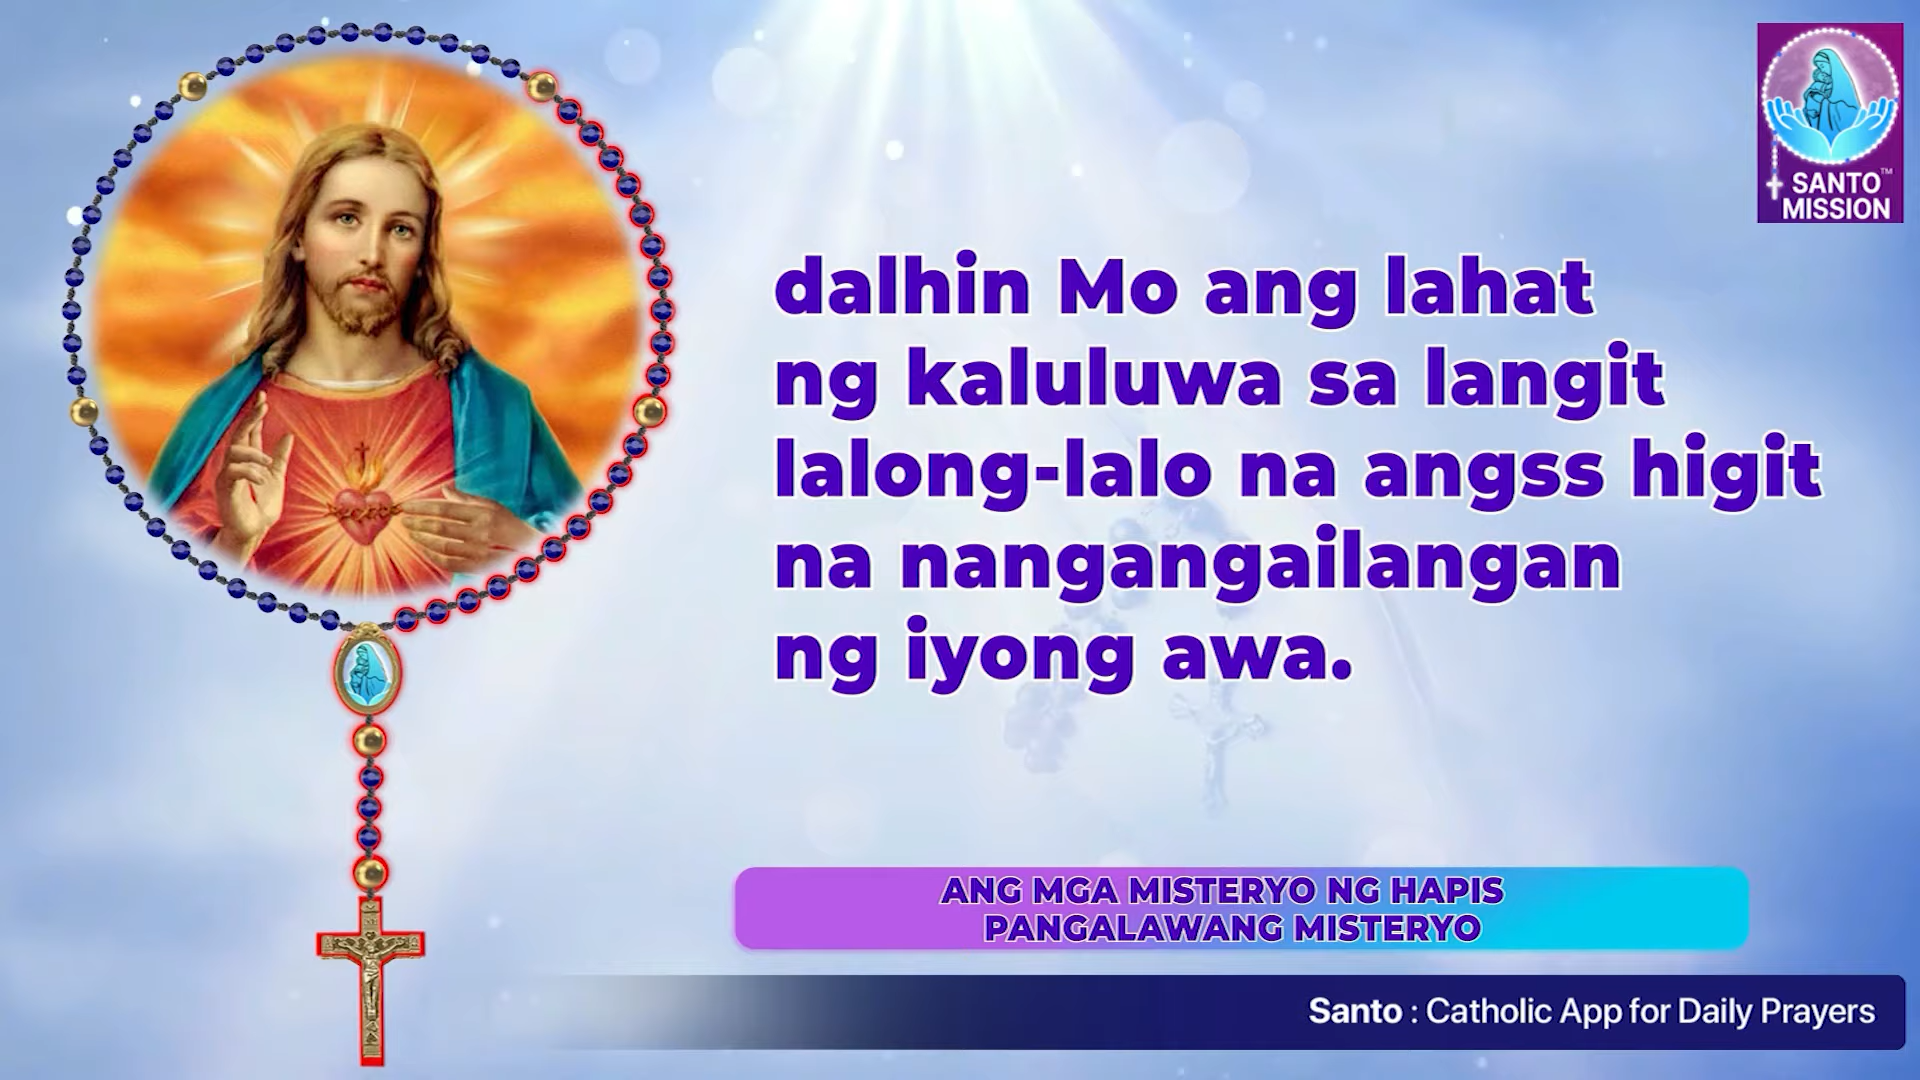 SANTO™
MISSION
dalhin Mo ang lahat
ng kaluluwa sa langit
lalong-lalo na angss higit
na nangangailangan
ng iyong awa.
ANG MGA MISTERYO NG HAPIS
PANGALAWANG MISTERYO
Santo : Catholic App for Daily Prayers